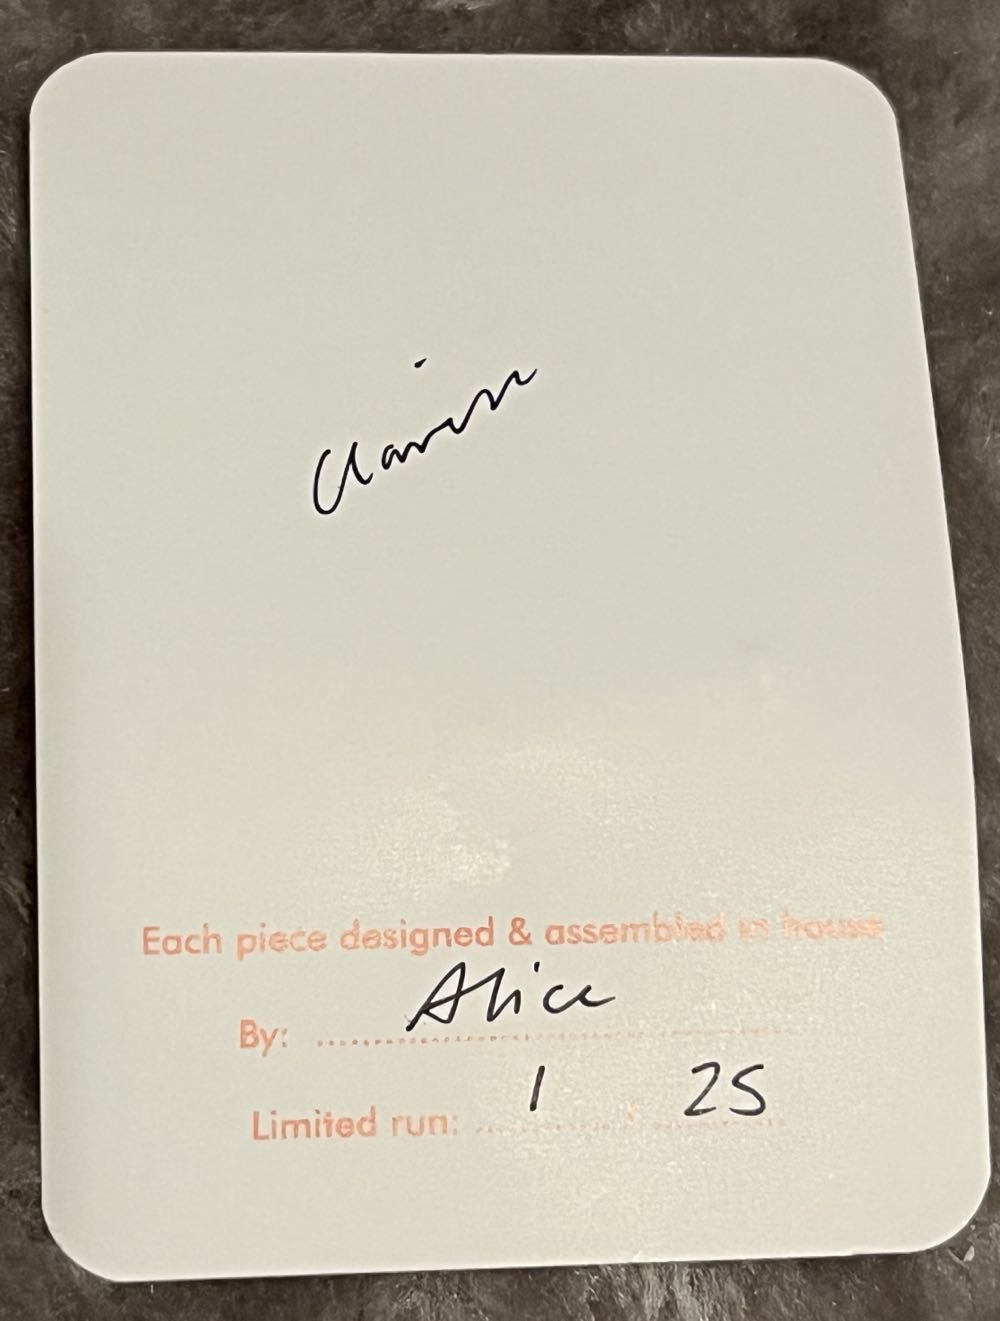 Each piece designed & assembled in house
By: Alice
Limited run: 1 / 25